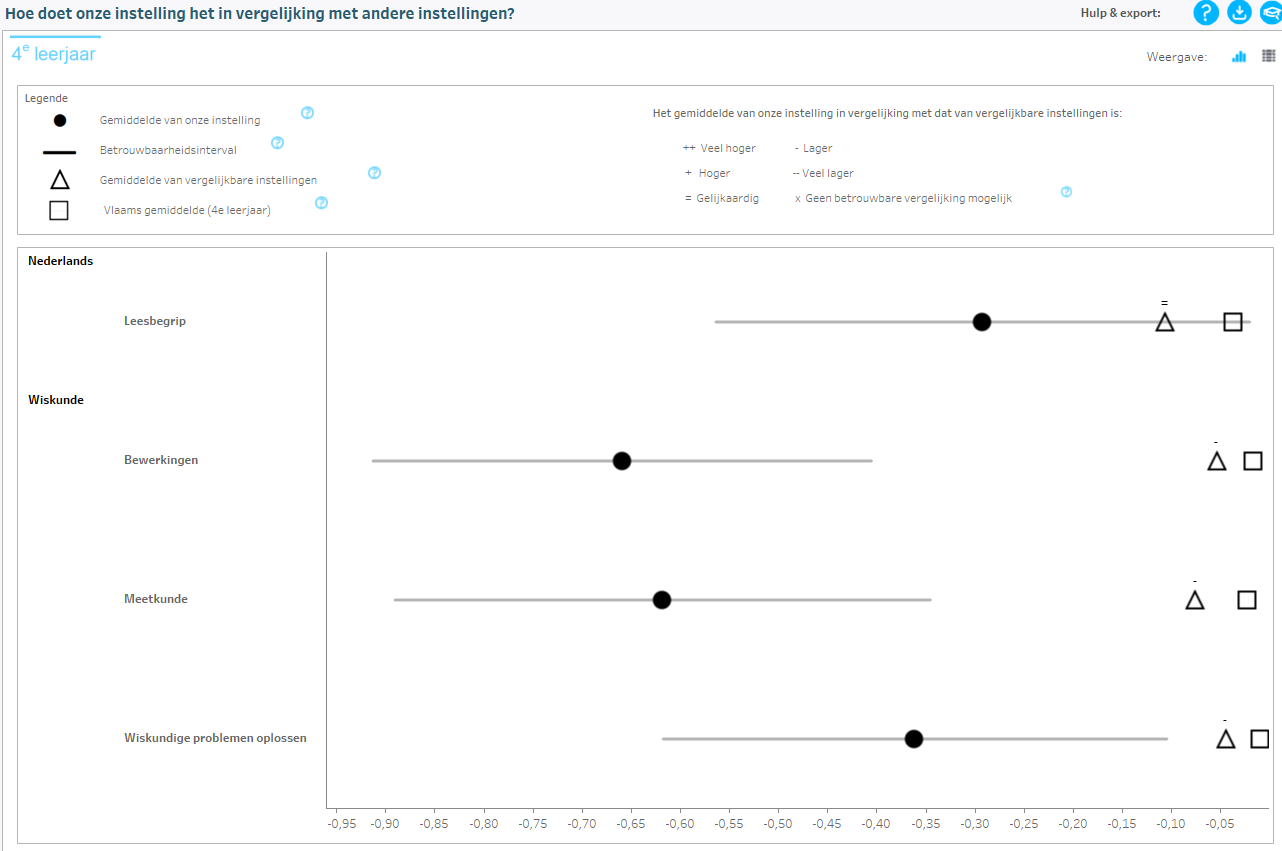 Hoe doet onze instelling het in vergelijking met andere instellingen?
Hulp & export:
?
4e leerjaar
Weergave:
Legende
Gemiddelde van onze instelling
?
Betrouwbaarheidsinterval
?
Gemiddelde van vergelijkbare instellingen
?
Vlaams gemiddelde (4e leerjaar)
?
Het gemiddelde van onze instelling in vergelijking met dat van vergelijkbare instellingen is:
++ Veel hoger - Lager
+ Hoger -- Veel lager
= Gelijkaardig x Geen betrouwbare vergelijking mogelijk
?
Nederlands
=
Leesbegrip
Wiskunde
-
Bewerkingen
-
Meetkunde
-
Wiskundige problemen oplossen
-0,95 -0,90 -0,85 -0,80 -0,75 -0,70 -0,65 -0,60 -0,55 -0,50 -0,45 -0,40 -0,35 -0,30 -0,25 -0,20 -0,15 -0,10 -0,05